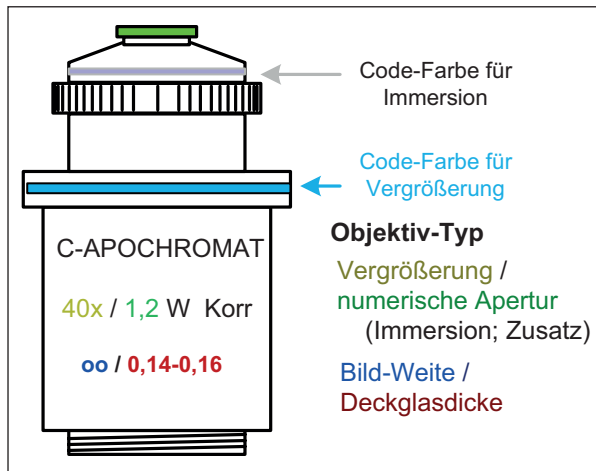 Code-Farbe für
Immersion
Code-Farbe für
Vergrößerung
C-APOCHROMAT
40x / 1,2 W Korr
oo / 0,14-0,16
Objektiv-Typ
Vergrößerung /
numerische Apertur
(Immersion; Zusatz)
Bild-Weite /
Deckglasdicke